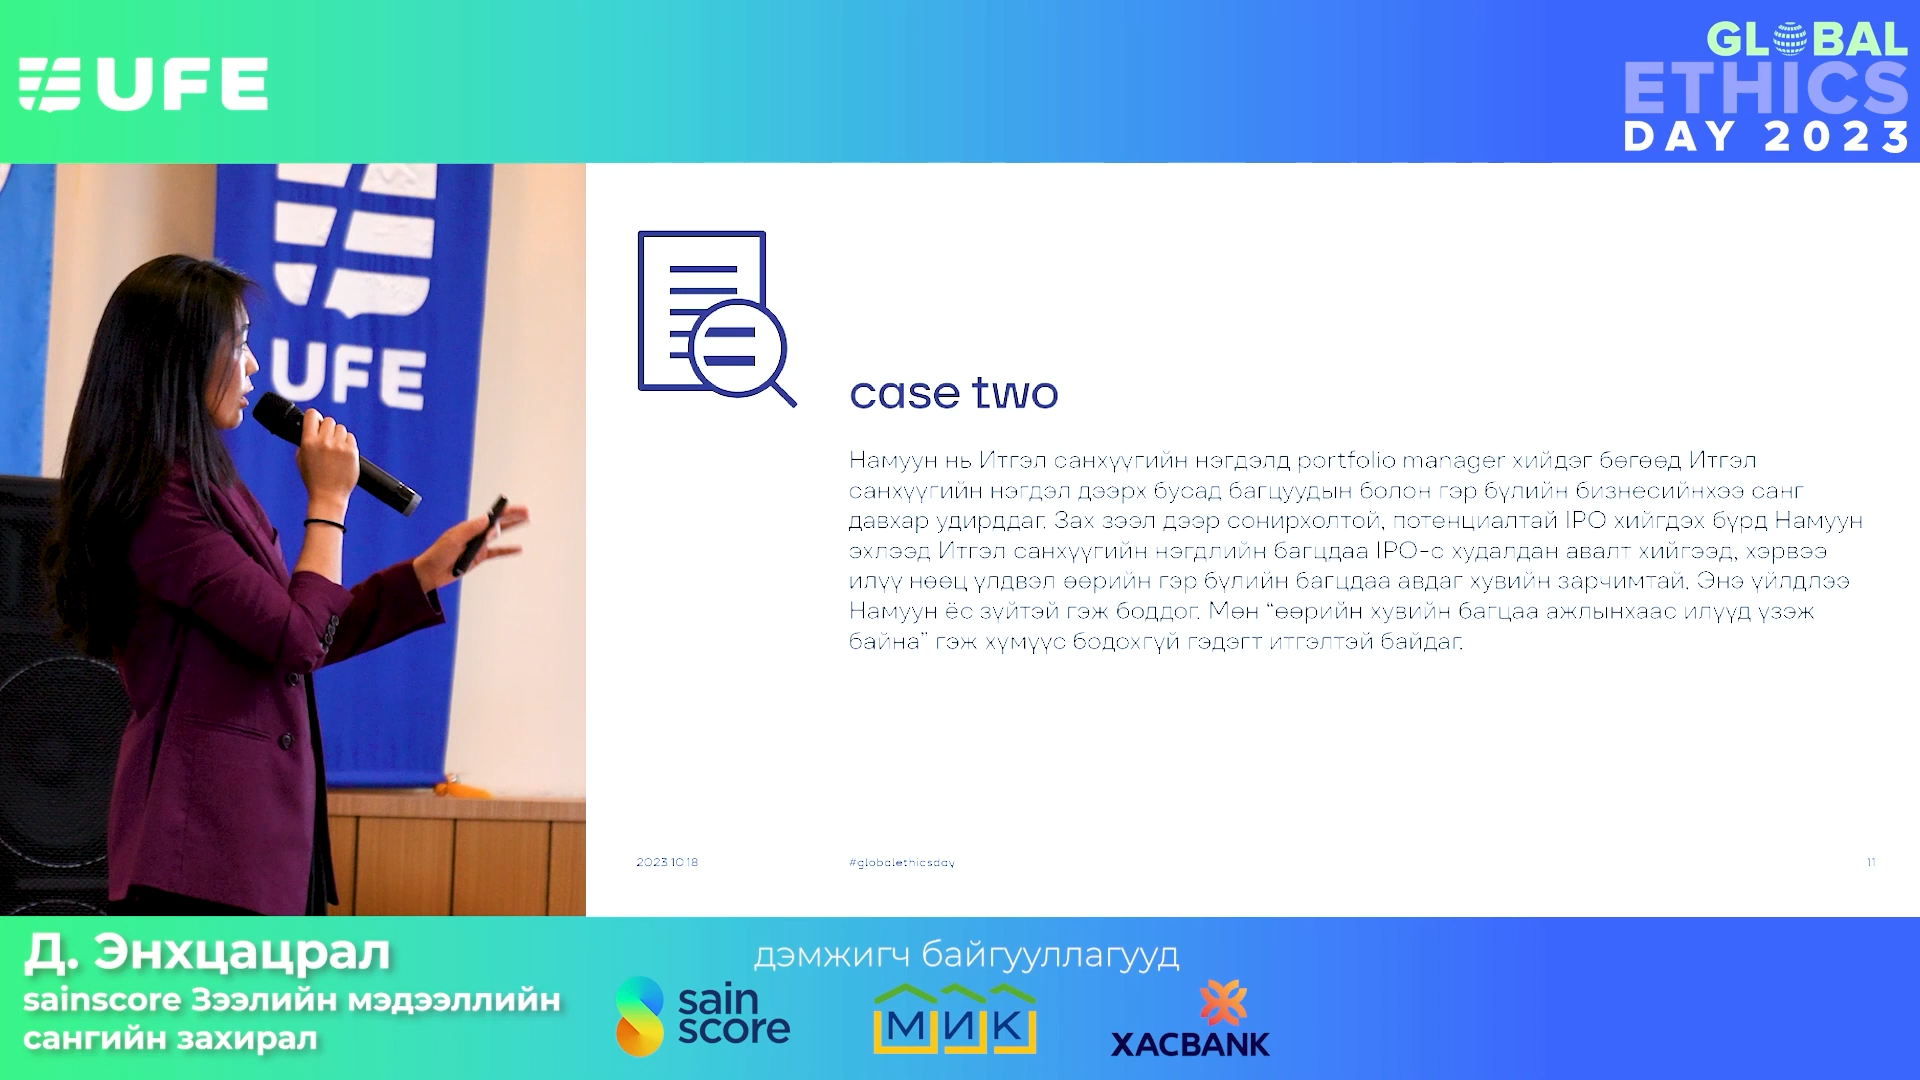 UFE
GLOBAL
ETHICS
DAY 2023
UFE
case two
Намуун нь Итгэл санхүүгийн нэгдэлд portfolio manager хийдэг бөгөөд Итгэл
санхүүгийн нэгдэл дээрх бусад багцуудын болон гэр бүлийн бизнесийнхээ санг
давхар удирддаг. Зах зээл дээр сонирхолтой, потенциалтай IPO хийгдэх бүрд Намуун
эхлээд Итгэл санхүүгийн нэгдлийн багцдаа IPO-с худалдан авалт хийгээд, хэрвээ
илүү нөөц үлдвэл өөрийн гэр бүлийн багцдаа авдаг хувийн зарчимтай. Энэ үйлдлээ
Намуун ёс зүйтэй гэж боддог. Мөн “өөрийн хувийн багцаа ажлынхаас илүүд үзэж
байна” гэж хүмүүс бодохгүй гэдэгт итгэлтэй байдаг.
2023.10.18
#globalethicsday
11
Д. Энхцацрал
sainscore Зээлийн мэдээллийн
сангийн захирал
дэмжигч байгууллагууд
sain
score
МИК
XACBANK